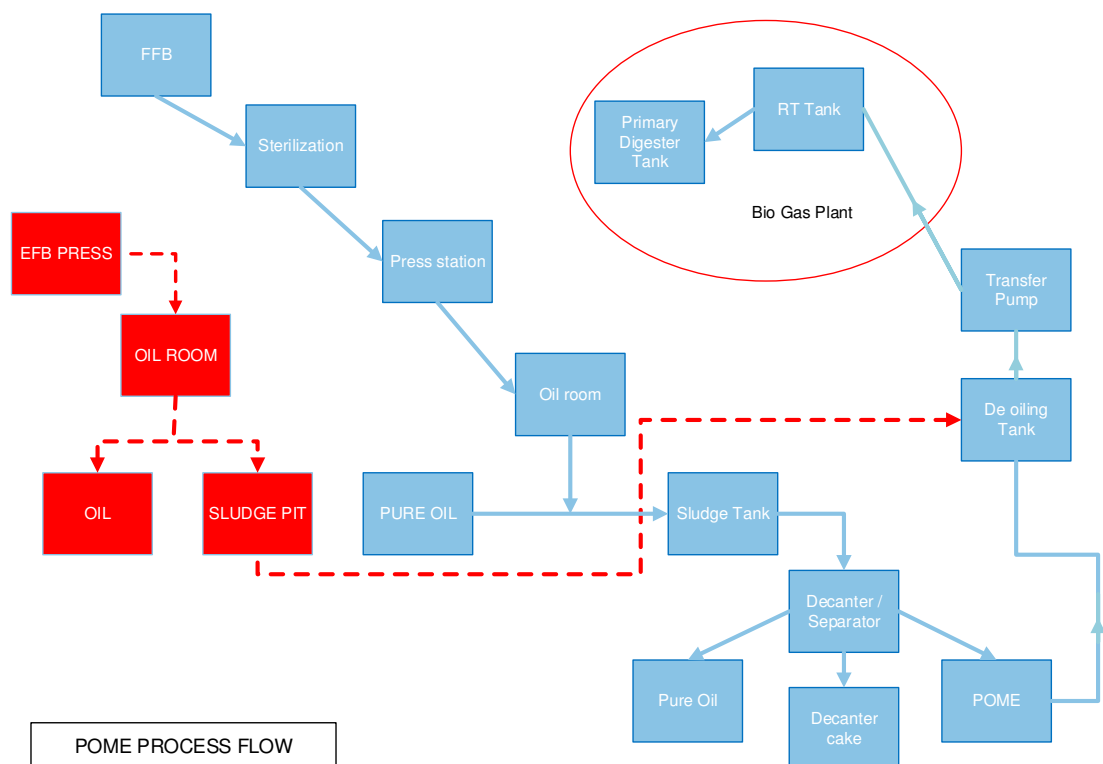 FFB
Sterilization
Press station
Oil room
PURE OIL
Sludge Tank
Decanter /
Separator
Pure Oil
Decanter
cake
POME
De oiling
Tank
Transfer
Pump
RT Tank
Primary
Digester
Tank
Bio Gas Plant
EFB PRESS
OIL ROOM
OIL
SLUDGE PIT
POME PROCESS FLOW